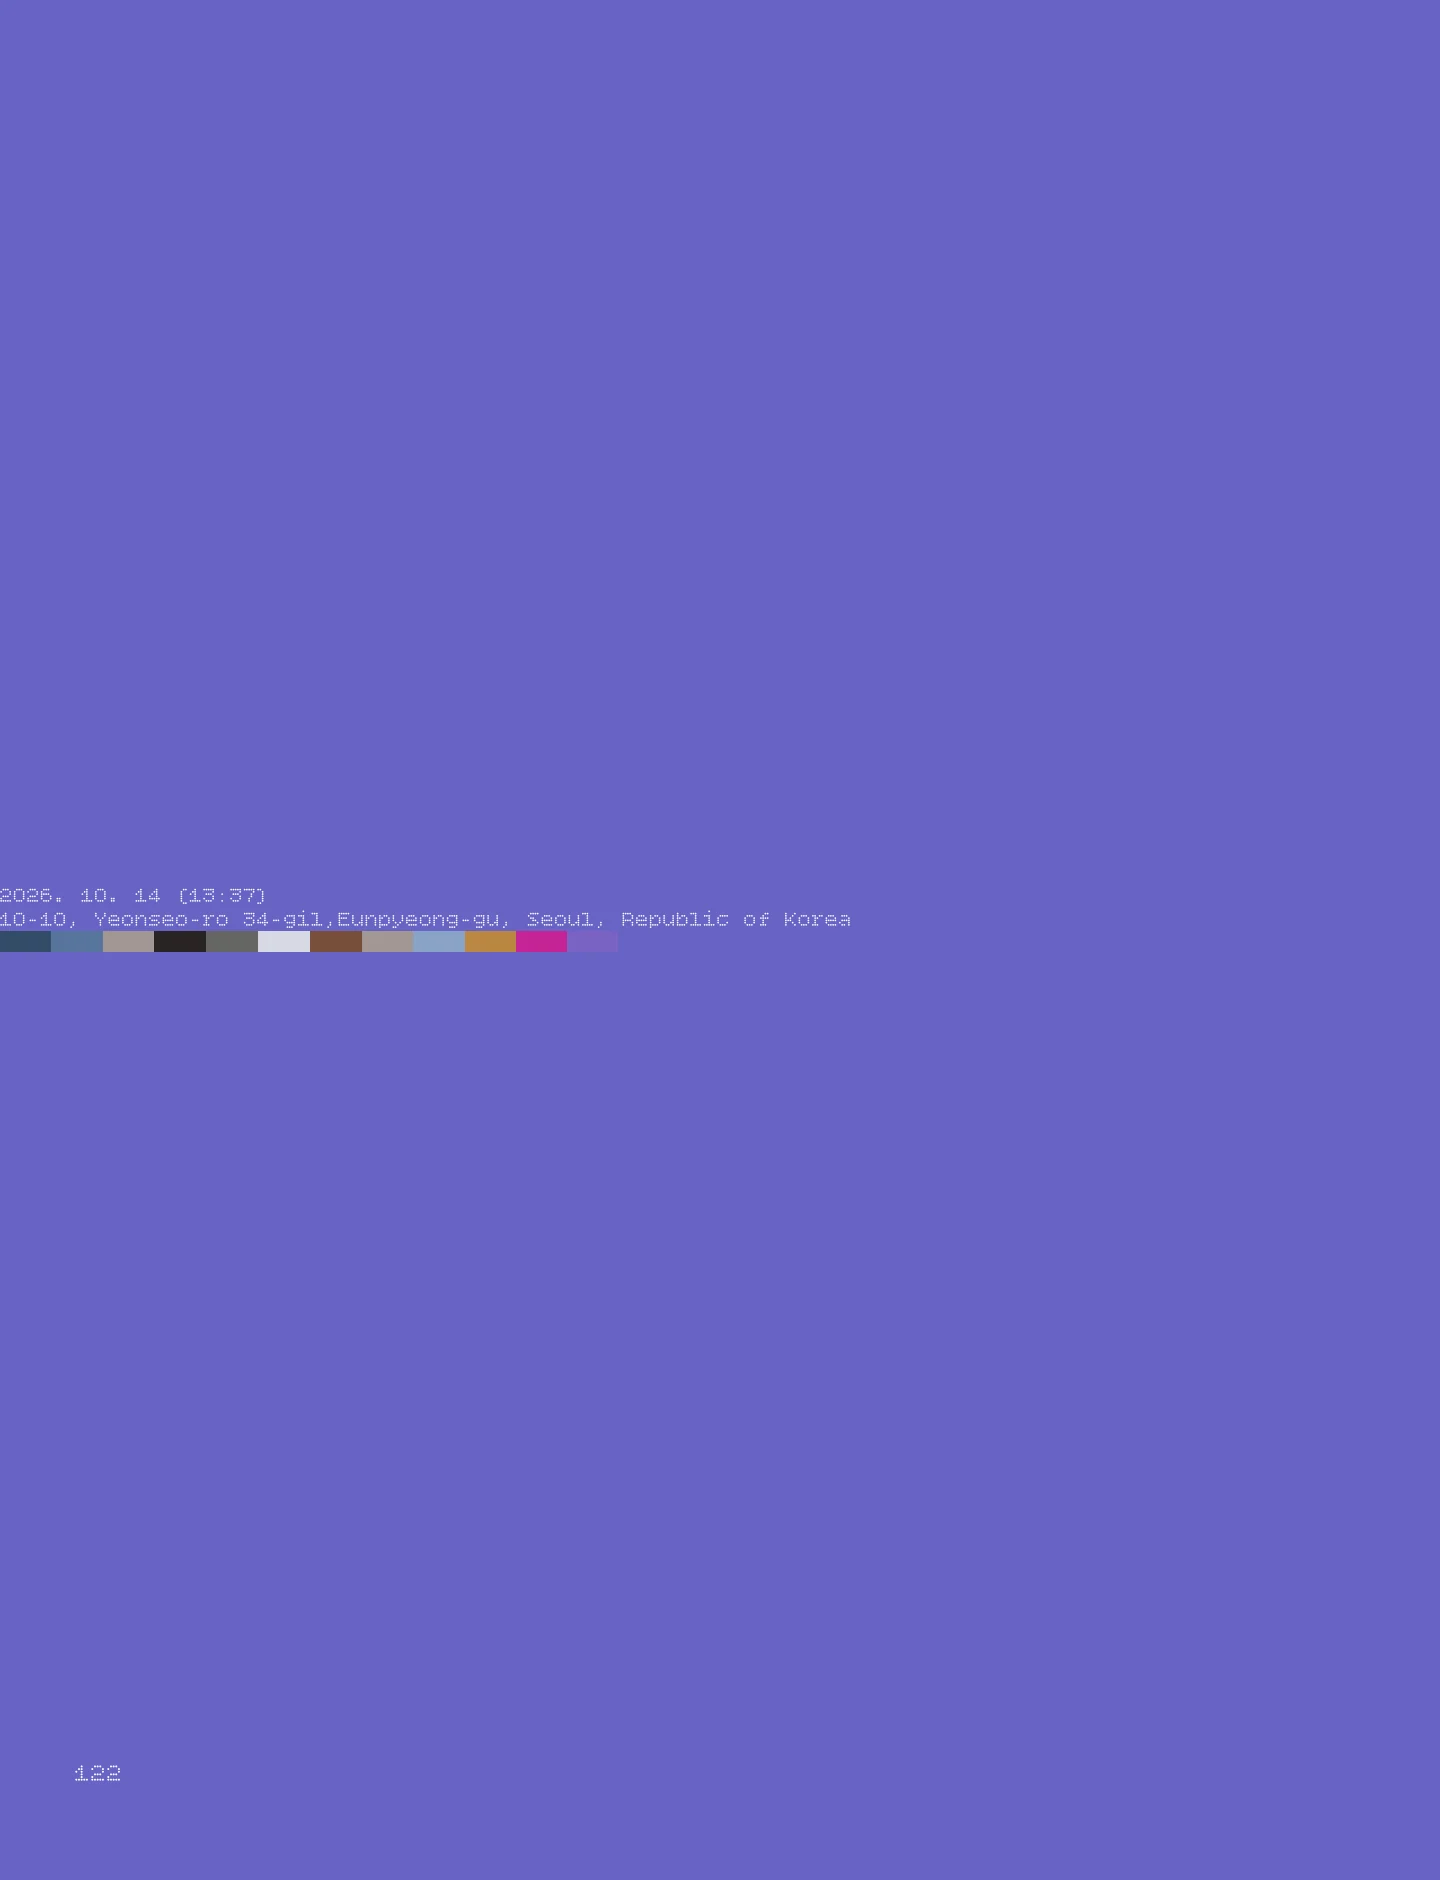 2026. 10. 14 (13:37)
10-10, Yeonseo-ro 34-gil,Eunpyeong-gu, Seoul, Republic of Korea
122